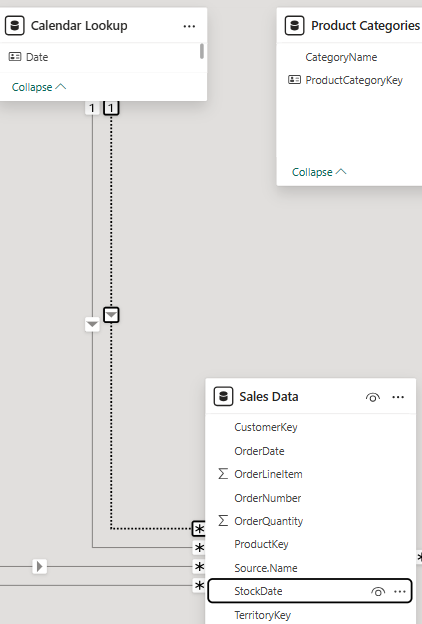 Calendar Lookup
Date
Collapse
1 1
Product Categories
CategoryName
ProductCategoryKey
Collapse
Sales Data
CustomerKey
OrderDate
∑ OrderLineItem
OrderNumber
∑ OrderQuantity
ProductKey
Source.Name
StockDate
TerritoryKey
*
*
*
*
*